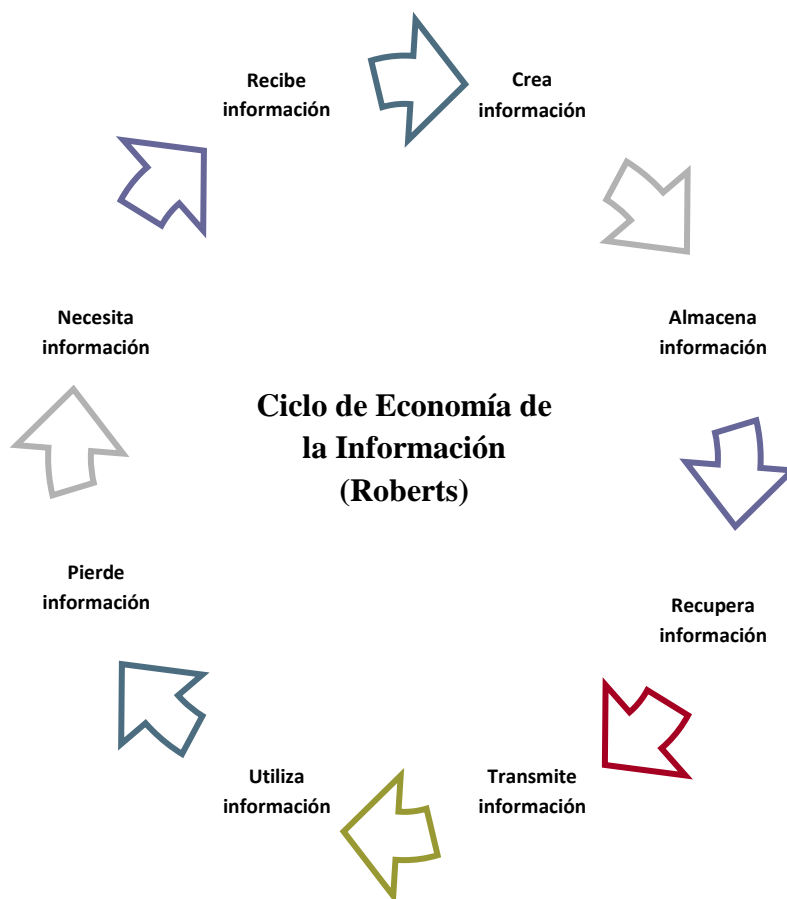 Recibe
información
Crea
información
Almacena
información
Recupera
información
Transmite
información
Utiliza
información
Pierde
información
Necesita
información
Ciclo de Economía de
la Información
(Roberts)